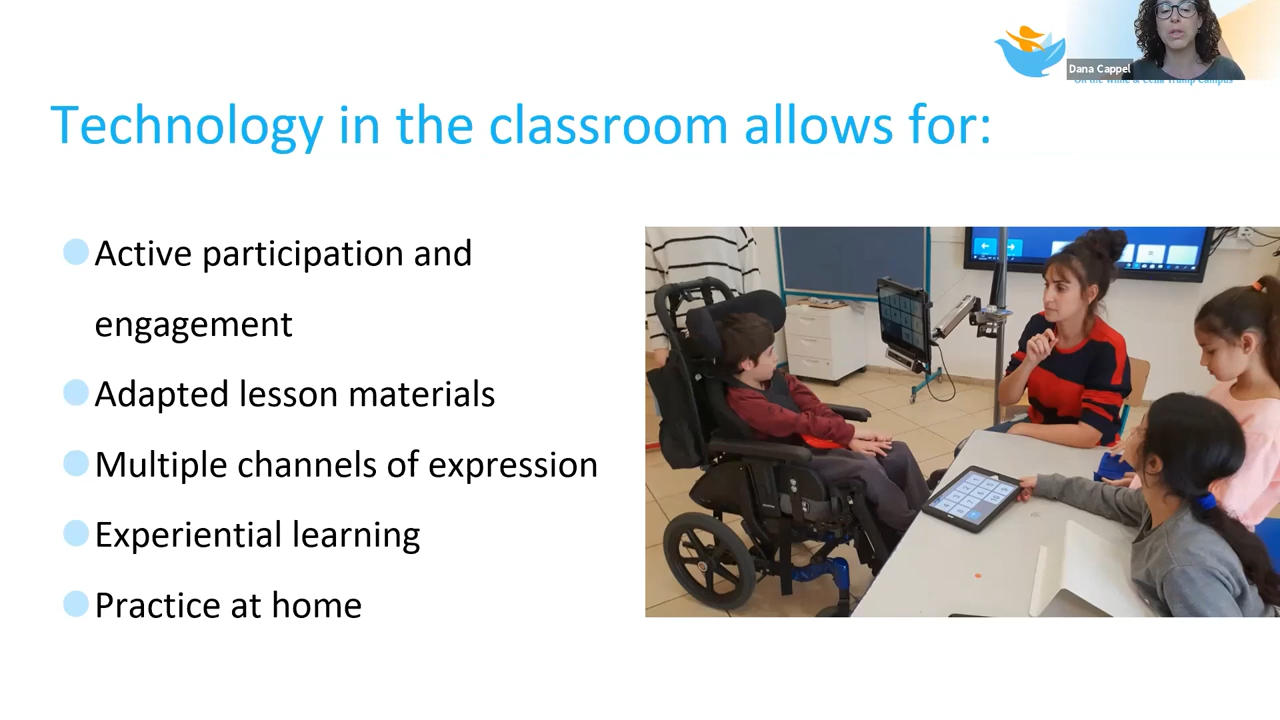 Dana Cappel
Technology in the classroom allows for:
Active participation and
engagement
Adapted lesson materials
Multiple channels of expression
Experiential learning
Practice at home